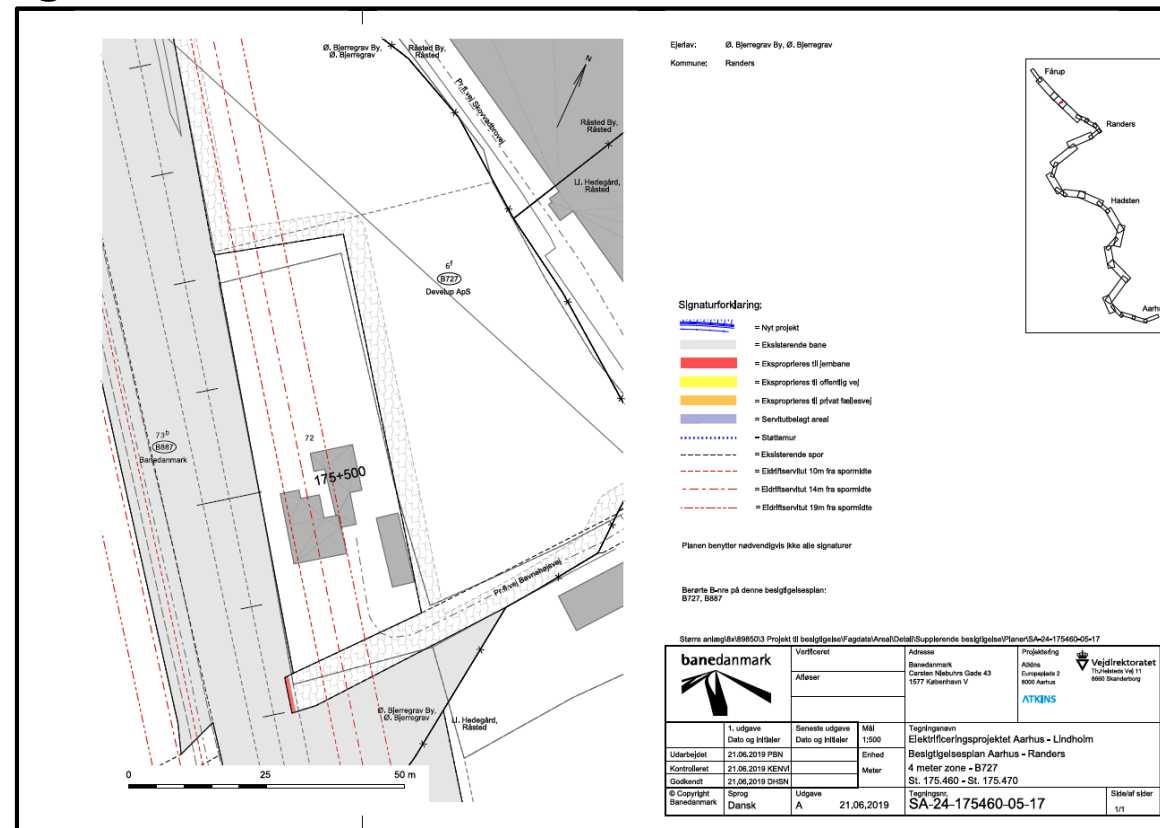 Ø. Bjerregrav By,
Ø. Bjerregrav
Råsted By,
Råsted
Pr.fl.vej Skovvadbrovej
N
Råsted By,
Råsted
Ll. Hedegård,
Råsted
6f
B727
Develup ApS
73b
B887
Banedanmark
72
175+500
Pr.fl.vej Bavnehøjsvej
Ø. Bjerregrav By,
Ø. Bjerregrav
Ll. Hedegård,
Råsted
0 25 50 m
Ejerlav: Ø. Bjerregrav By, Ø. Bjerregrav
Kommune: Randers
Fårup
Randers
Hadsten
Aarhu
Signaturforklaring:
= Nyt projekt
= Eksisterende bane
= Eksproprieres til jernbane
= Eksproprieres til offentlig vej
= Eksproprieres til privat fællesvej
= Servitutbelagt areal
= Støttemur
= Eksisterende spor
= Eldriftservitut 10m fra spormidte
= Eldriftservitut 14m fra spormidte
= Eldriftservitut 19m fra spormidte
Planen benytter nødvendigvis ikke alle signaturer
Berørte B-nre på denne besigtigelsesplan:
B727, B887
Større anlæg\8x\89850\3 Projekt til besigtigelse\Fagdata\Areal\Detail\Supplerende besigtigelse\Planer\SA-24-175460-05-17
banedanmark
Verificeret
Afløser
Adresse
Banedanmark
Carsten Niebuhrs Gade 43
1577 København V
Projektering
Atkins
Europaplads 2
8000 Aarhus
ATKINS
Vejdirektoratet
Th.Helsteds Vej 11
8660 Skanderborg
1. udgave
Dato og initialer
Seneste udgave
Dato og initialer
Mål
1:500
Tegningsnavn
Elektrificeringsprojektet Aarhus - Lindholm
Udarbejdet 21.06.2019 PBN
Enhed
Besigtigelsesplan Aarhus - Randers
Kontrolleret 21.06.2019 KENVI
Meter
4 meter zone - B727
Godkendt 21.06.2019 DHSN
St. 175.460 - St. 175.470
© Copyright
Banedanmark
Sprog
Dansk
Udgave
A 21.06.2019
Tegningsnr.
SA-24-175460-05-17
Side/af sider
1/1